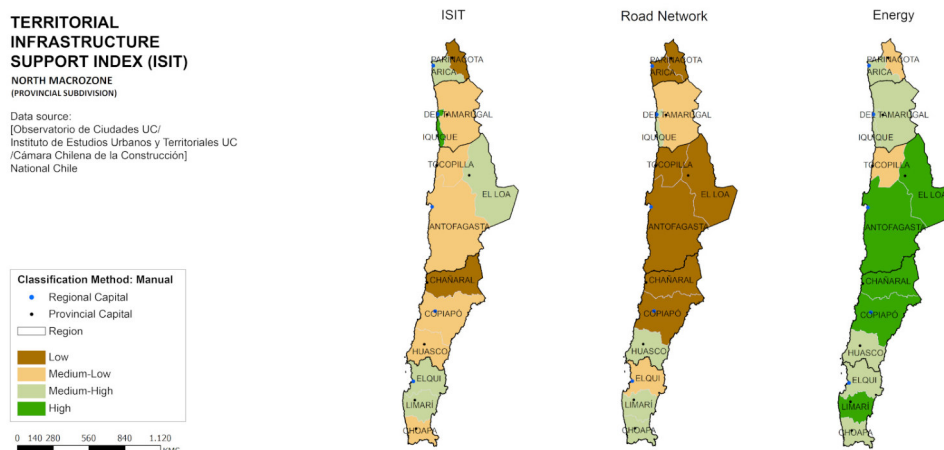 TERRITORIAL
INFRASTRUCTURE
SUPPORT INDEX (ISIT)
NORTH MACROZONE
(PROVINCIAL SUBDIVISION)
Data source:
[Observatorio de Ciudades UC/
Instituto de Estudios Urbanos y Territoriales UC
/Cámara Chilena de la Construcción]
National Chile
Classification Method: Manual
Regional Capital
Provincial Capital
Region
Low
Medium-Low
Medium-High
High
0 140 280 560 840 1.120
KMS
ISIT
PARINACOTA
ARICA
DEL TAMARUGAL
IQUIQUE
TOCOPILLA
EL LOA
ANTOFAGASTA
CHAÑARAL
COPIAPÓ
HUASCO
ELQUI
LIMARÍ
CHOAPA
Road Network
PARINACOTA
ARICA
DEL TAMARUGAL
IQUIQUE
TOCOPILLA
EL LOA
ANTOFAGASTA
CHAÑARAL
COPIAPÓ
HUASCO
ELQUI
LIMARÍ
CHOAPA
Energy
PARINACOTA
ARICA
DEL TAMARUGAL
IQUIQUE
TOCOPILLA
EL LOA
ANTOFAGASTA
CHAÑARAL
COPIAPÓ
HUASCO
ELQUI
LIMARÍ
CHOAPA